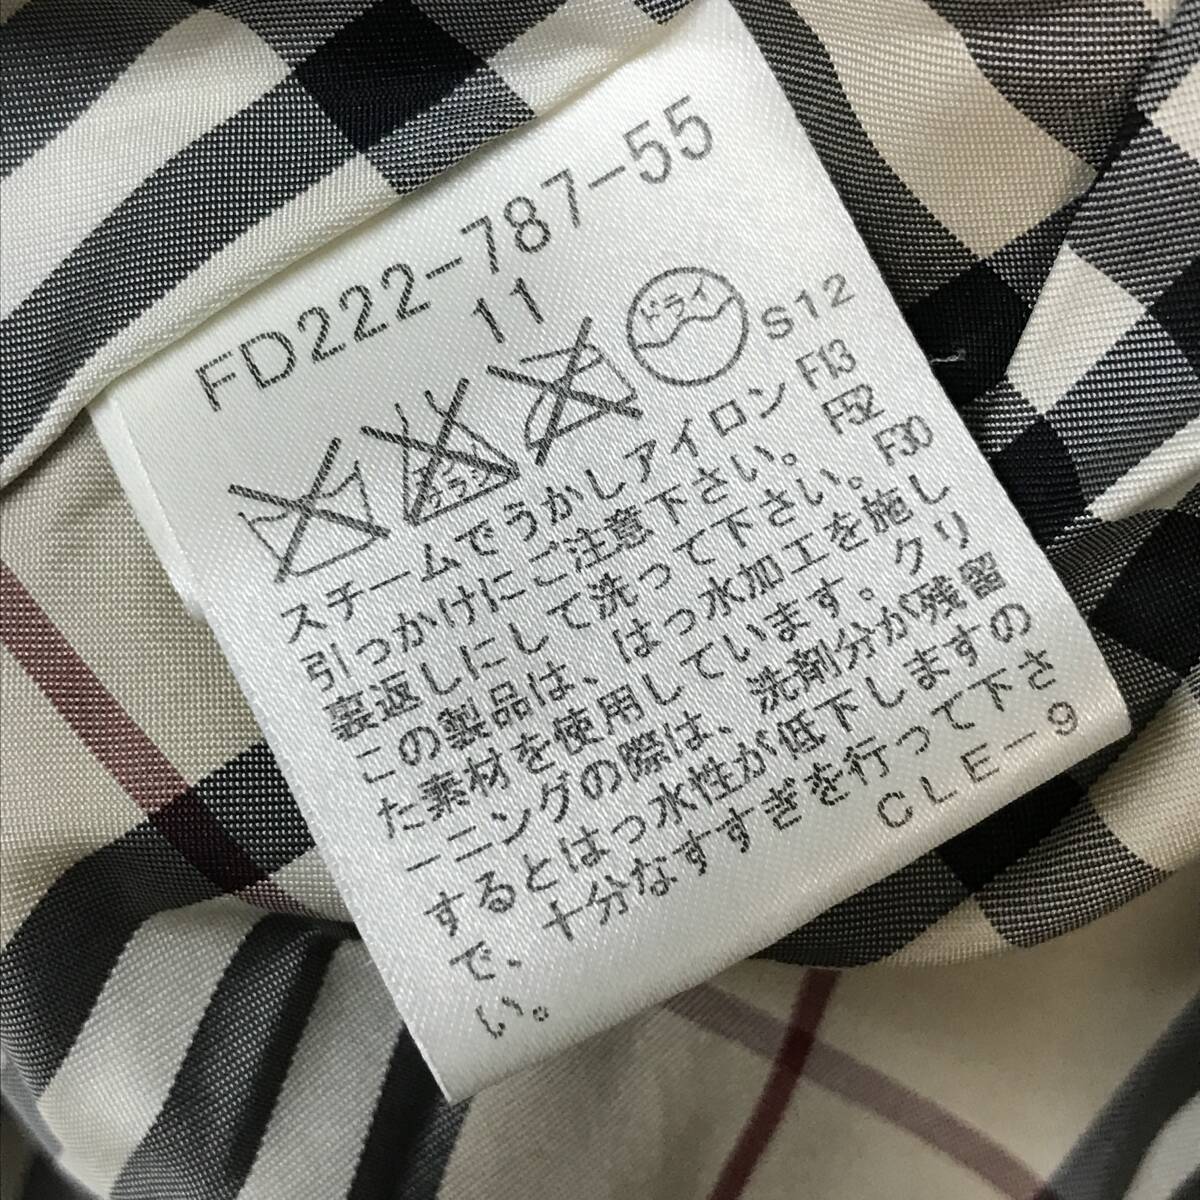 FD222-787-55
11
エンソ
ドライ
S12
スチームでうかしアイロン F13
引っかけにご注意下さい。 F52
裏返しにして洗って下さい。 F30
この製品は、はっ水加工を施し
た素材を使用しています。クリ
ーニングの際は、洗剤分が残留
するとはっ水性が低下しますの
で、十分なすすぎを行って下さ
い。
CLE-9